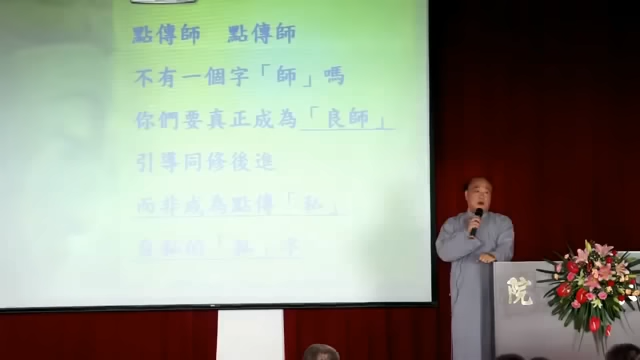 點傳師 點傳師
不有一個字「師」嗎
你們要真正成為「良師」
引導同修後進
而非成為點傳「私」
自私的「私」字
院